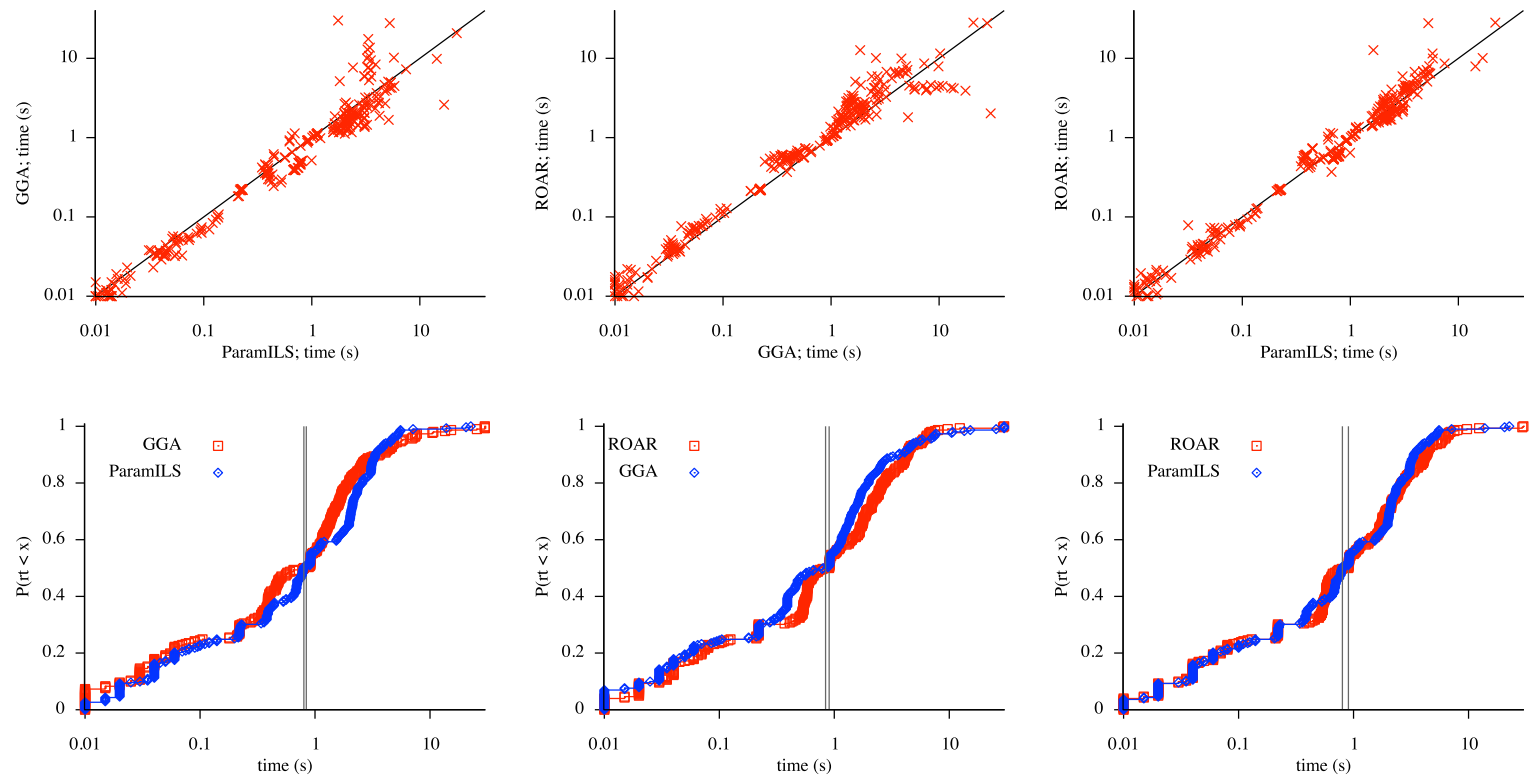 GGA; time (s)
10
1
0.1
0.01
0.01 0.1 1 10
ParamILS; time (s)
ROAR; time (s)
10
1
0.1
0.01
0.01 0.1 1 10
GGA; time (s)
ROAR; time (s)
10
1
0.1
0.01
0.01 0.1 1 10
ParamILS; time (s)
P(rt < x)
1
0.8
0.6
0.4
0.2
0
GGA
ParamILS
0.01 0.1 1 10
time (s)
P(rt < x)
1
0.8
0.6
0.4
0.2
0
ROAR
GGA
0.01 0.1 1 10
time (s)
P(rt < x)
1
0.8
0.6
0.4
0.2
0
ROAR
ParamILS
0.01 0.1 1 10
time (s)